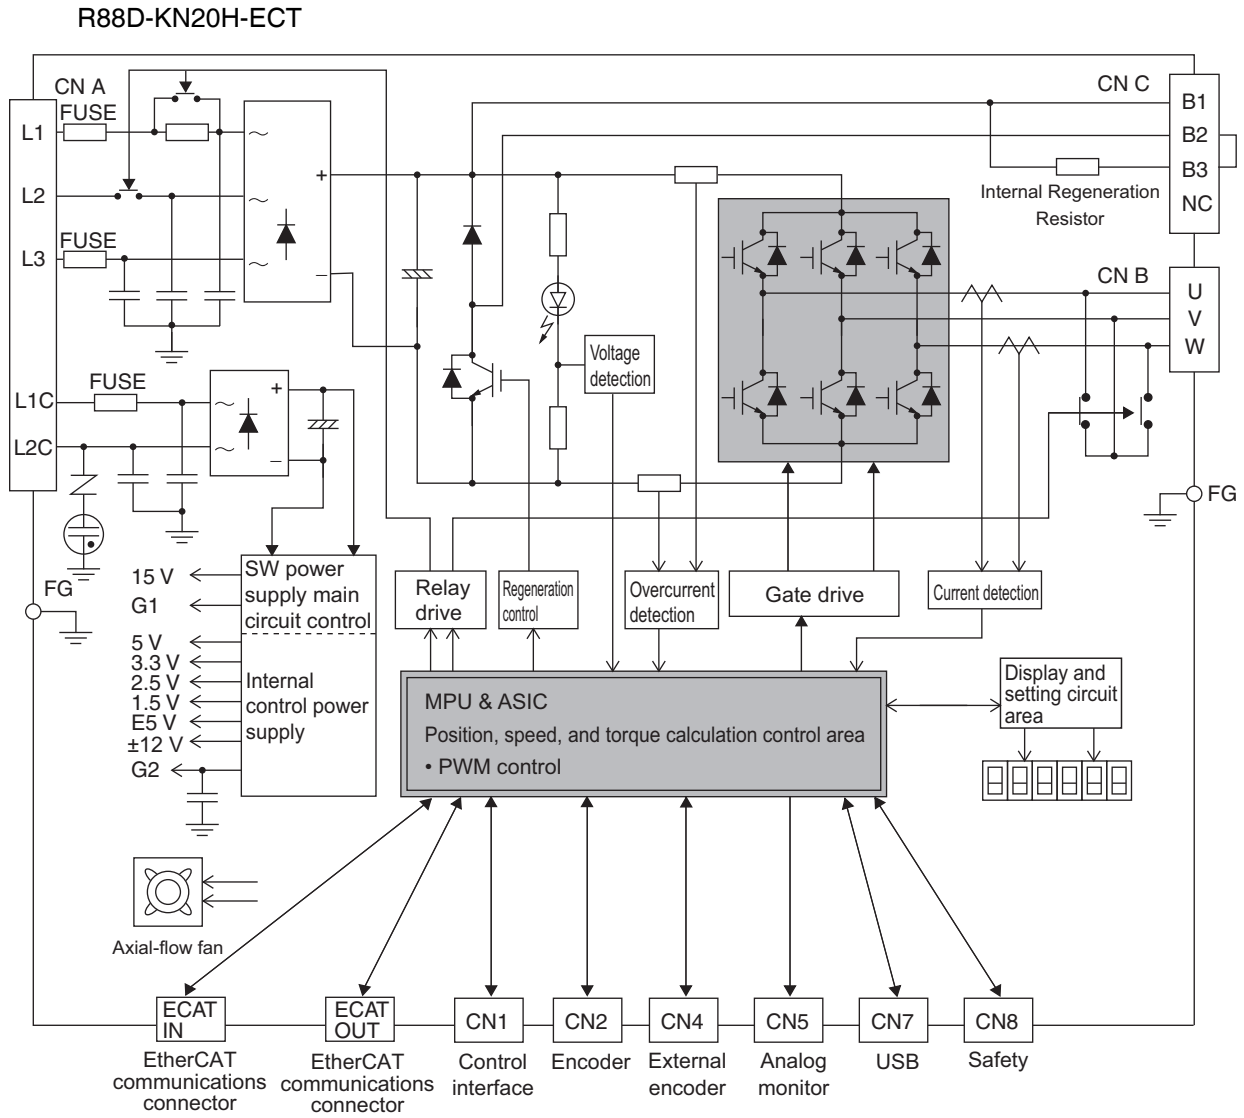 R88D-KN20H-ECT
CN A
FUSE
L1
L2
FUSE
L3
FUSE
L1C
L2C
FG
+
−
+
−
CN C
B1
B2
B3
NC
Internal Regeneration
Resistor
CN B
U
V
W
FG
Voltage
detection
SW power
supply main
circuit control
Internal
control power
supply
15 V
G1
5 V
3.3 V
2.5 V
1.5 V
E5 V
±12 V
G2
Relay
drive
Regeneration
control
Overcurrent
detection
Gate drive
Current detection
MPU & ASIC
Position, speed, and torque calculation control area
• PWM control
Display and
setting circuit
area
Axial-flow fan
ECAT
IN
EtherCAT
communications
connector
ECAT
OUT
EtherCAT
communications
connector
CN1
Control
interface
CN2
Encoder
CN4
External
encoder
CN5
Analog
monitor
CN7
USB
CN8
Safety